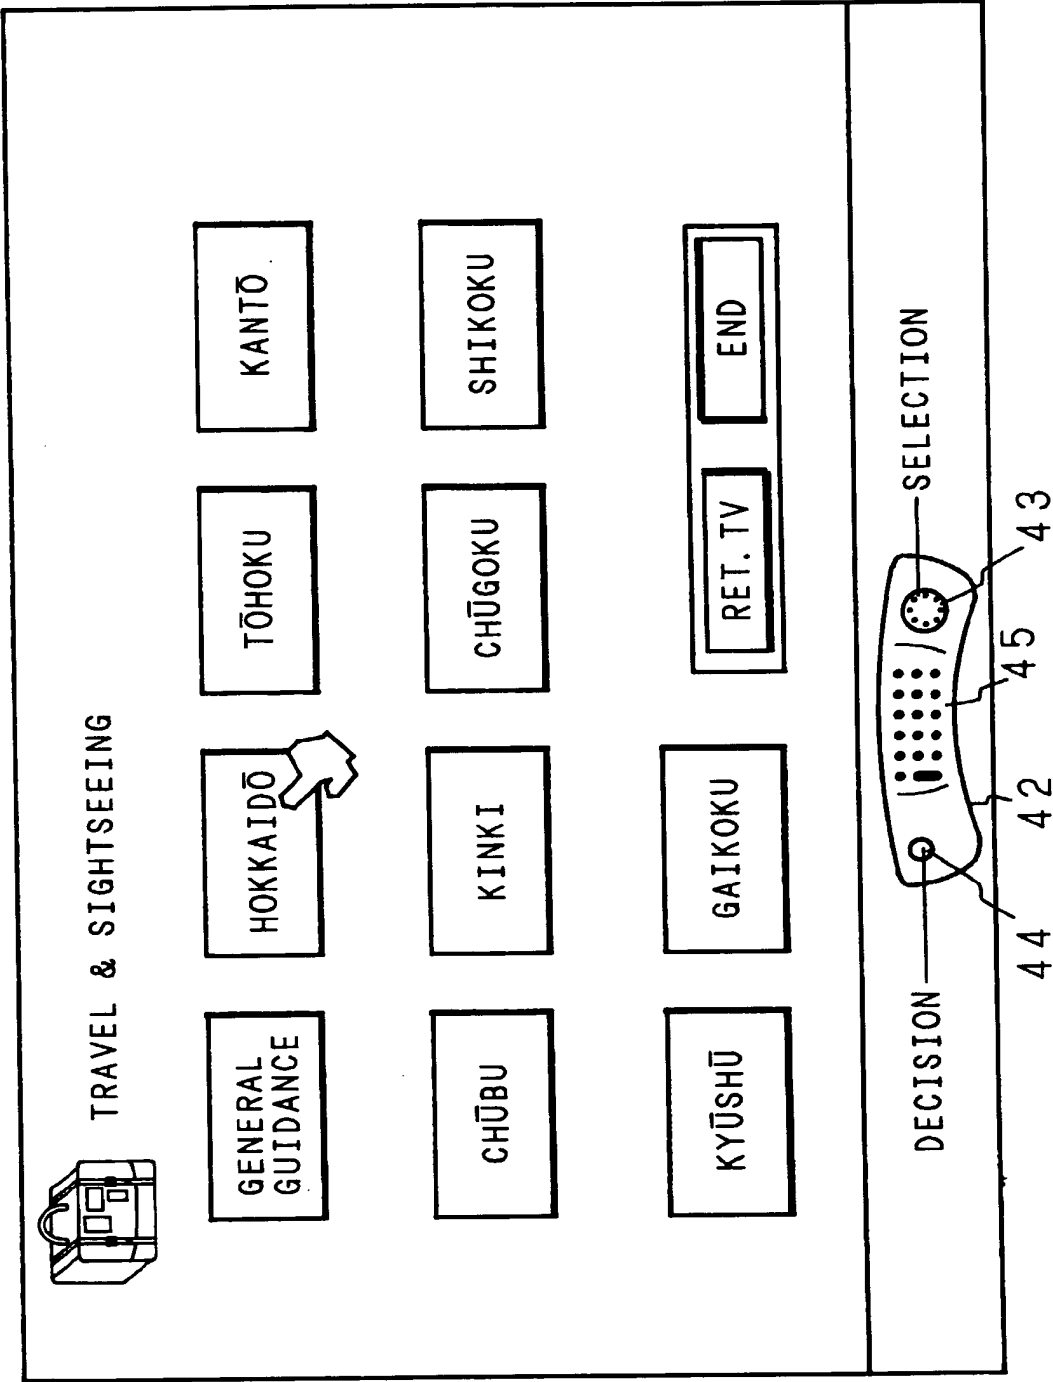 TRAVEL & SIGHTSEEING
GENERAL
GUIDANCE
HOKKAIDŌ
TŌHOKU
KANTŌ
CHŪBU
KINKI
CHŪGOKU
SHIKOKU
KYŪSHŪ
GAIKOKU
RET. TV
END
DECISION
SELECTION
44
42
45
43